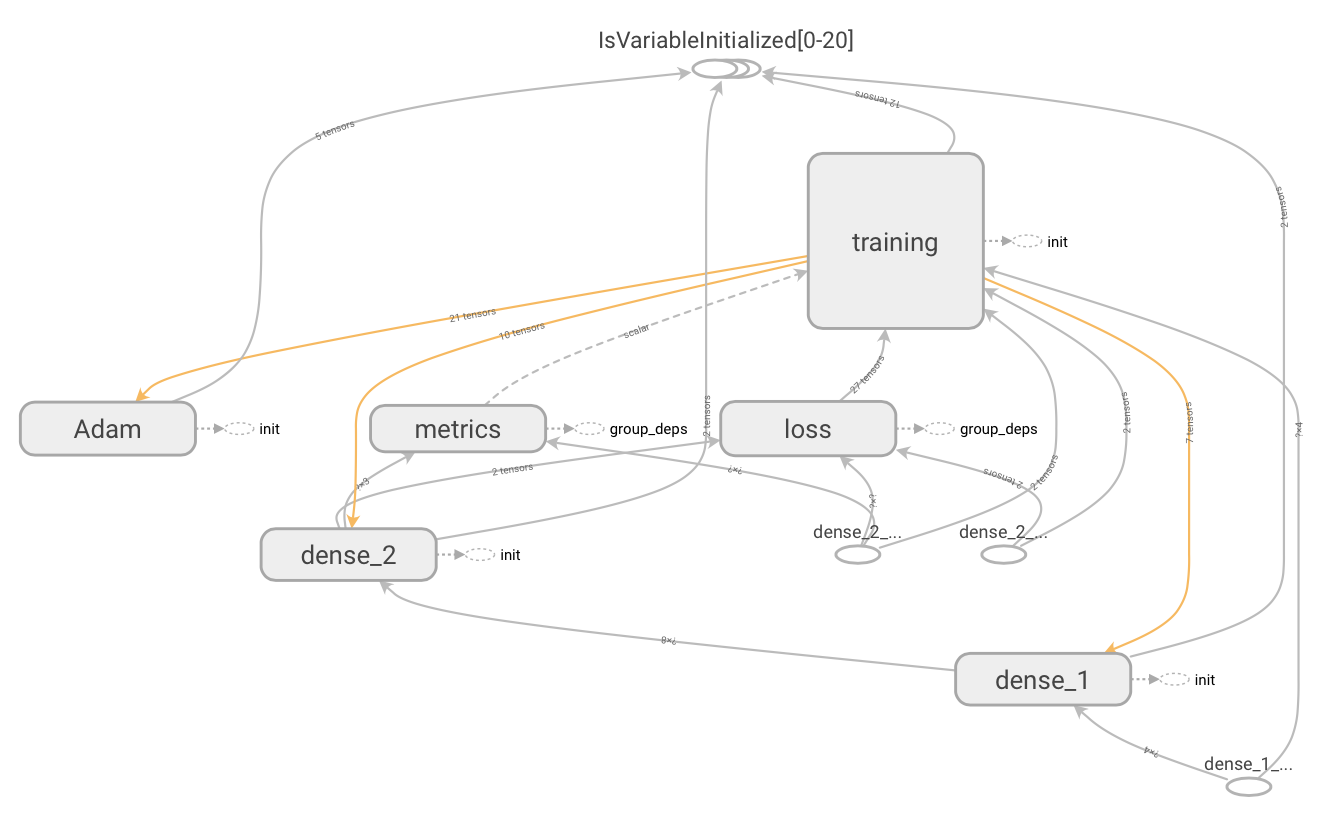 IsVariableInitialized[0-20]
12 tensors
5 tensors
2 tensors
training
init
21 tensors
10 tensors
scalar
27 tensors
2 tensors
2 tensors
7 tensors
?×4
Adam
init
metrics
group_deps
loss
group_deps
2 tensors
?×3
?×?
2 tensors
2 tensors
?×?
dense_2_...
dense_2_...
dense_2
init
?×8
dense_1
init
?×4
dense_1_...